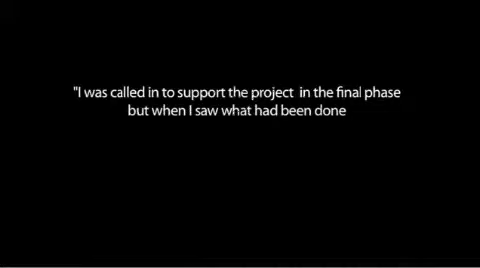 "I was called in to support the project  in the final phase
but when I saw what had been done